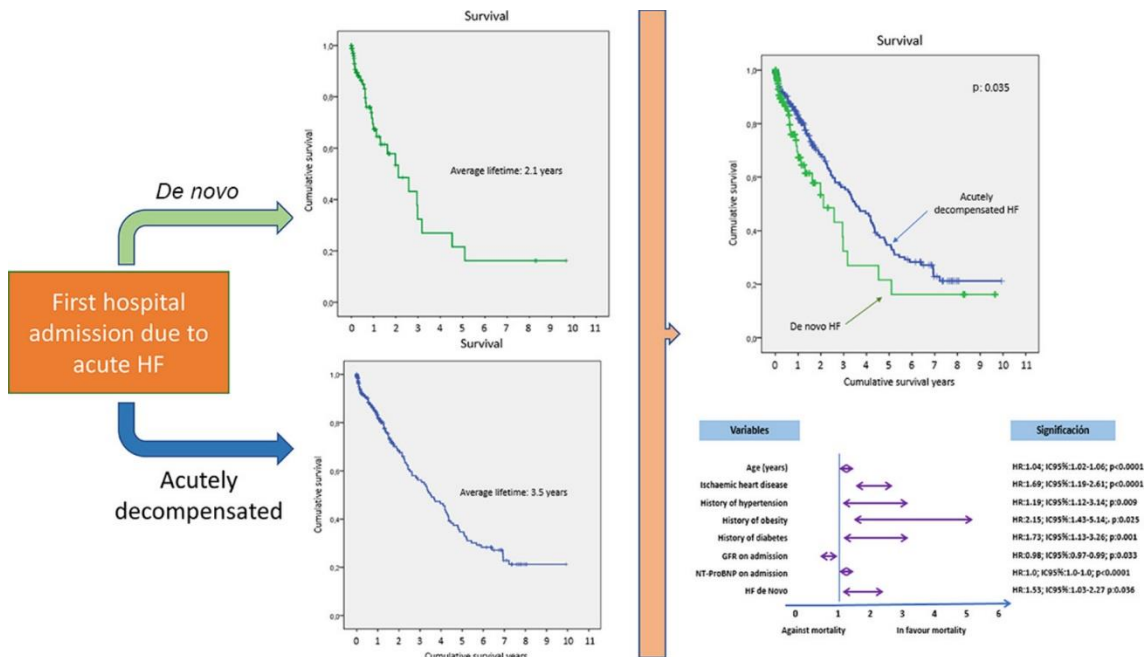 De novo
First hospital
admission due to
acute HF
Acutely
decompensated
Survival
Cumulative survival
1,0
0,8
0,6
0,4
0,2
0,0
Average lifetime: 2.1 years
0 1 2 3 4 5 6 7 8 9 10 11
Survival
Cumulative survival
1,0
0,8
0,6
0,4
0,2
0,0
Average lifetime: 3.5 years
0 1 2 3 4 5 6 7 8 9 10 11
Cumulative survival years
Survival
Cumulative survival
1,0
0,8
0,6
0,4
0,2
0,0
p: 0.035
Acutely
decompensated HF
De novo HF
0 1 2 3 4 5 6 7 8 9 10 11
Cumulative survival years
Variables Significación
Age (years) HR:1.04; IC95%:1.02-1.06; p<0.0001
Ischaemic heart disease HR:1.69; IC95%:1.19-2.61; p<0.0001
History of hypertension HR:1.19; IC95%:1.12-3.14; p:0.009
History of obesity HR:2.15; IC95%:1.43-5.14;. p:0.025
History of diabetes HR:1.73; IC95%:1.13-3.26; p:0.001
GFR on admission HR:0.98; IC95%:0.97-0.99; p:0.033
NT-ProBNP on admission HR:1.0; IC95%:1.0-1.0; p<0.0001
HF de Novo HR:1.53; IC95%:1.03-2.27 p:0.036
0 1 2 3 4 5 6
Against mortality In favour mortality